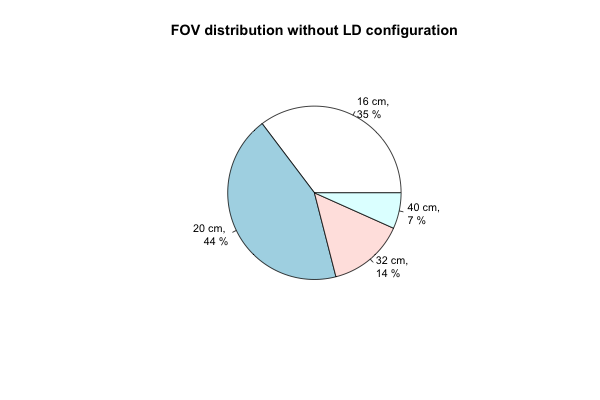 FOV distribution without LD configuration
16 cm,
35 %
20 cm,
44 %
40 cm,
7 %
32 cm,
14 %